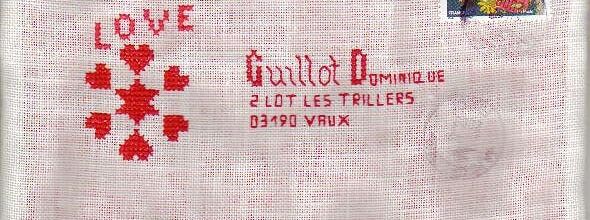 LOVE
Guillot Dominique
2 LOT LES TRILLERS
03190 VAUX